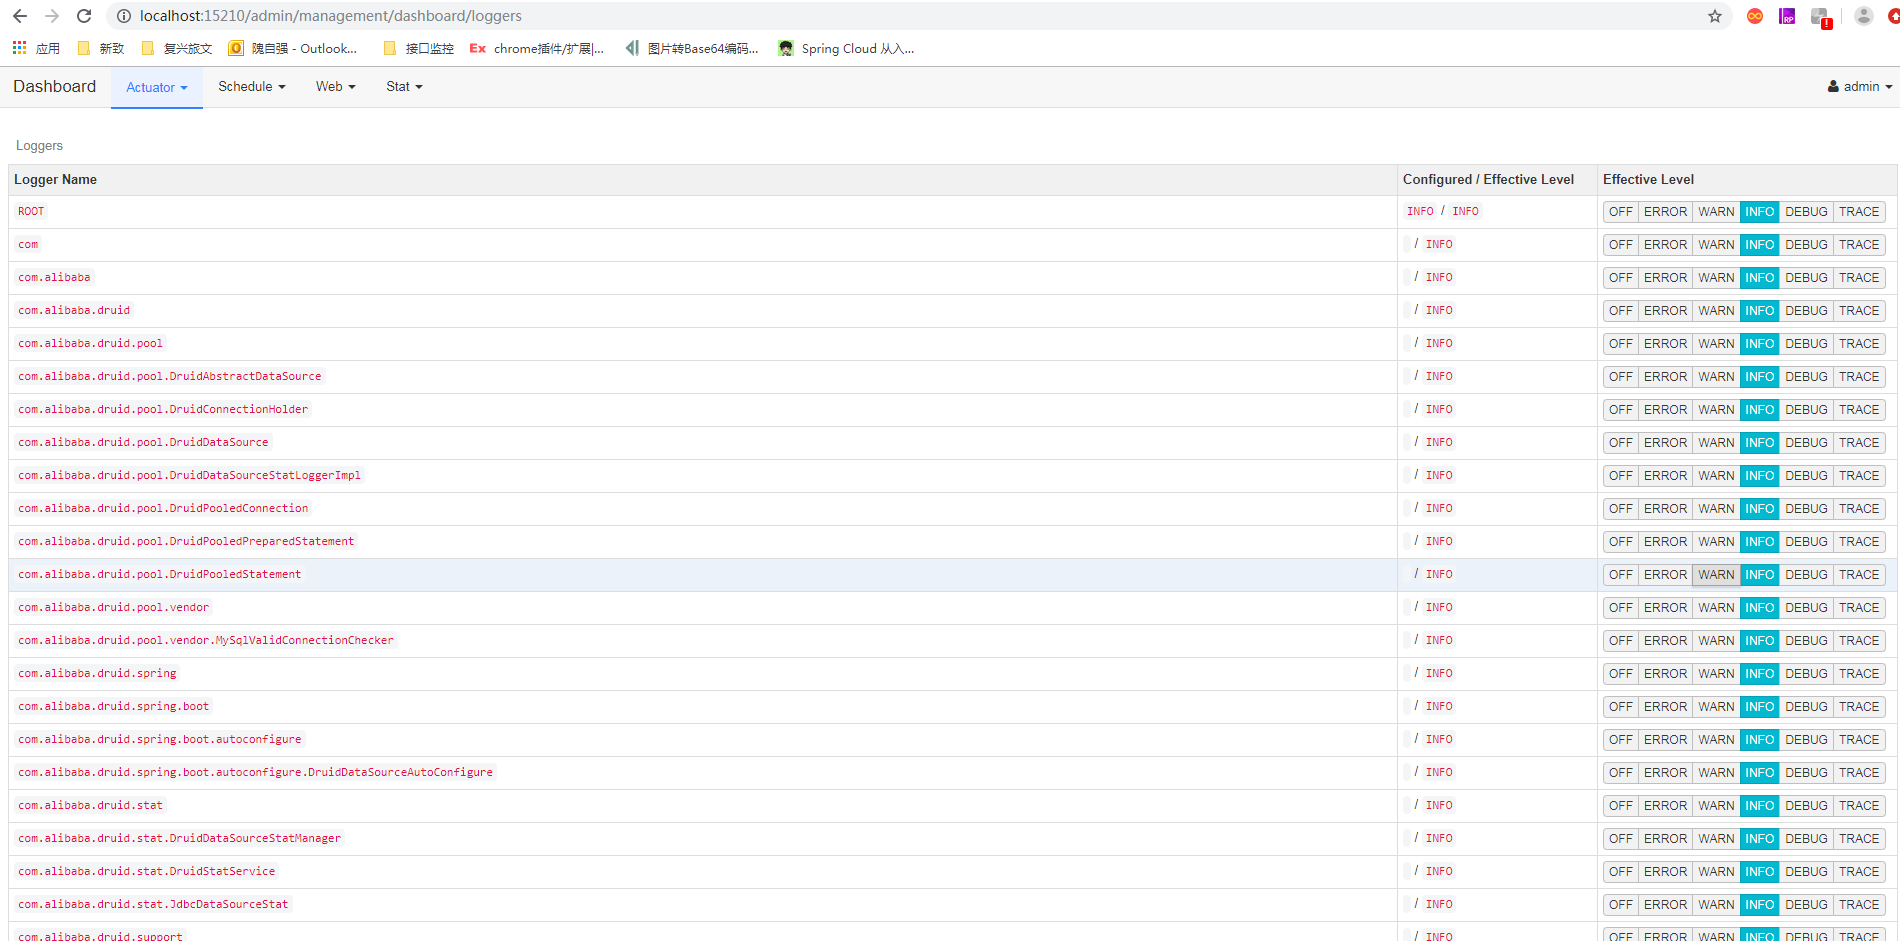 localhost:15210/admin/management/dashboard/loggers
应用 新致 复兴旅文 隗自强 - Outlook... 接口监控 Ex chrome插件/扩展|... 图片转Base64编码... Spring Cloud 从入...
Dashboard Actuator Schedule Web Stat admin
Loggers
Logger Name Configured / Effective Level Effective Level
ROOT INFO / INFO OFF ERROR WARN INFO DEBUG TRACE
com / INFO OFF ERROR WARN INFO DEBUG TRACE
com.alibaba / INFO OFF ERROR WARN INFO DEBUG TRACE
com.alibaba.druid / INFO OFF ERROR WARN INFO DEBUG TRACE
com.alibaba.druid.pool / INFO OFF ERROR WARN INFO DEBUG TRACE
com.alibaba.druid.pool.DruidAbstractDataSource / INFO OFF ERROR WARN INFO DEBUG TRACE
com.alibaba.druid.pool.DruidConnectionHolder / INFO OFF ERROR WARN INFO DEBUG TRACE
com.alibaba.druid.pool.DruidDataSource / INFO OFF ERROR WARN INFO DEBUG TRACE
com.alibaba.druid.pool.DruidDataSourceStatLoggerImpl / INFO OFF ERROR WARN INFO DEBUG TRACE
com.alibaba.druid.pool.DruidPooledConnection / INFO OFF ERROR WARN INFO DEBUG TRACE
com.alibaba.druid.pool.DruidPooledPreparedStatement / INFO OFF ERROR WARN INFO DEBUG TRACE
com.alibaba.druid.pool.DruidPooledStatement / INFO OFF ERROR WARN INFO DEBUG TRACE
com.alibaba.druid.pool.vendor / INFO OFF ERROR WARN INFO DEBUG TRACE
com.alibaba.druid.pool.vendor.MySqlValidConnectionChecker / INFO OFF ERROR WARN INFO DEBUG TRACE
com.alibaba.druid.spring / INFO OFF ERROR WARN INFO DEBUG TRACE
com.alibaba.druid.spring.boot / INFO OFF ERROR WARN INFO DEBUG TRACE
com.alibaba.druid.spring.boot.autoconfigure / INFO OFF ERROR WARN INFO DEBUG TRACE
com.alibaba.druid.spring.boot.autoconfigure.DruidDataSourceAutoConfigure / INFO OFF ERROR WARN INFO DEBUG TRACE
com.alibaba.druid.stat / INFO OFF ERROR WARN INFO DEBUG TRACE
com.alibaba.druid.stat.DruidDataSourceStatManager / INFO OFF ERROR WARN INFO DEBUG TRACE
com.alibaba.druid.stat.DruidStatService / INFO OFF ERROR WARN INFO DEBUG TRACE
com.alibaba.druid.stat.JdbcDataSourceStat / INFO OFF ERROR WARN INFO DEBUG TRACE
com.alibaba.druid.support / INFO OFF ERROR WARN INFO DEBUG TRACE